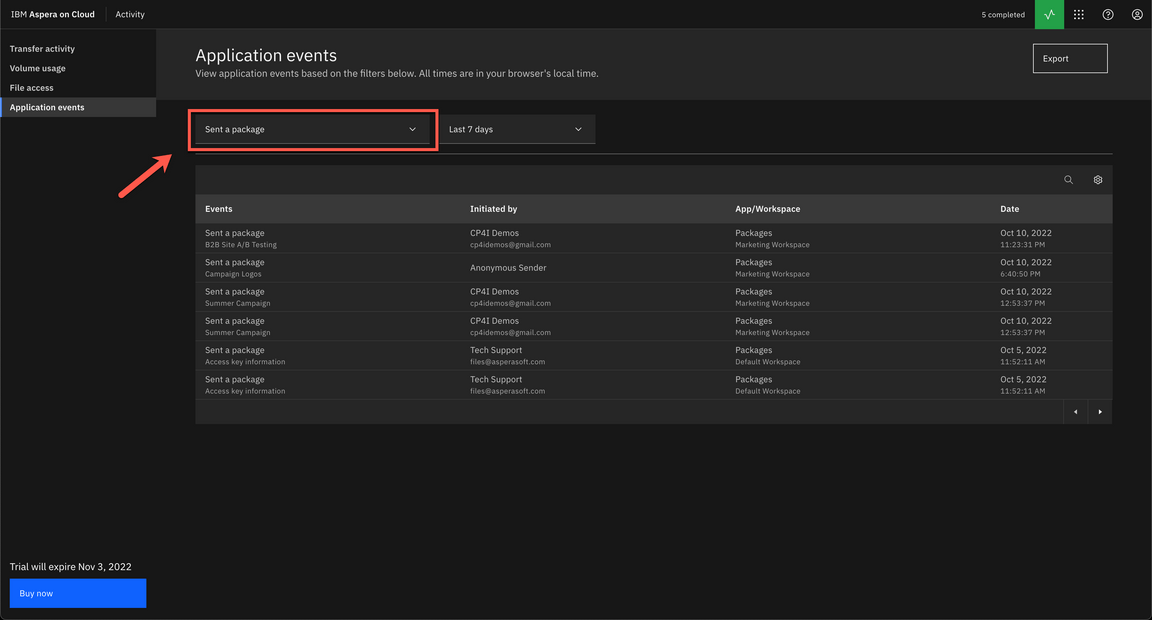 IBM Aspera on Cloud
Activity
5 completed
Transfer activity
Volume usage
File access
Application events
Application events
View application events based on the filters below. All times are in your browser's local time.
Export
Sent a package
Last 7 days
Events Initiated by App/Workspace Date
Sent a package CP4I Demos Packages Oct 10, 2022
B2B Site A/B Testing cp4idemos@gmail.com Marketing Workspace 11:23:31 PM
Sent a package Anonymous Sender Packages Oct 10, 2022
Campaign Logos Marketing Workspace 6:40:50 PM
Sent a package CP4I Demos Packages Oct 10, 2022
Summer Campaign cp4idemos@gmail.com Marketing Workspace 12:53:37 PM
Sent a package CP4I Demos Packages Oct 10, 2022
Summer Campaign cp4idemos@gmail.com Marketing Workspace 12:53:37 PM
Sent a package Tech Support Packages Oct 5, 2022
Access key information files@asperasoft.com Default Workspace 11:52:11 AM
Sent a package Tech Support Packages Oct 5, 2022
Access key information files@asperasoft.com Default Workspace 11:52:11 AM
Trial will expire Nov 3, 2022
Buy now